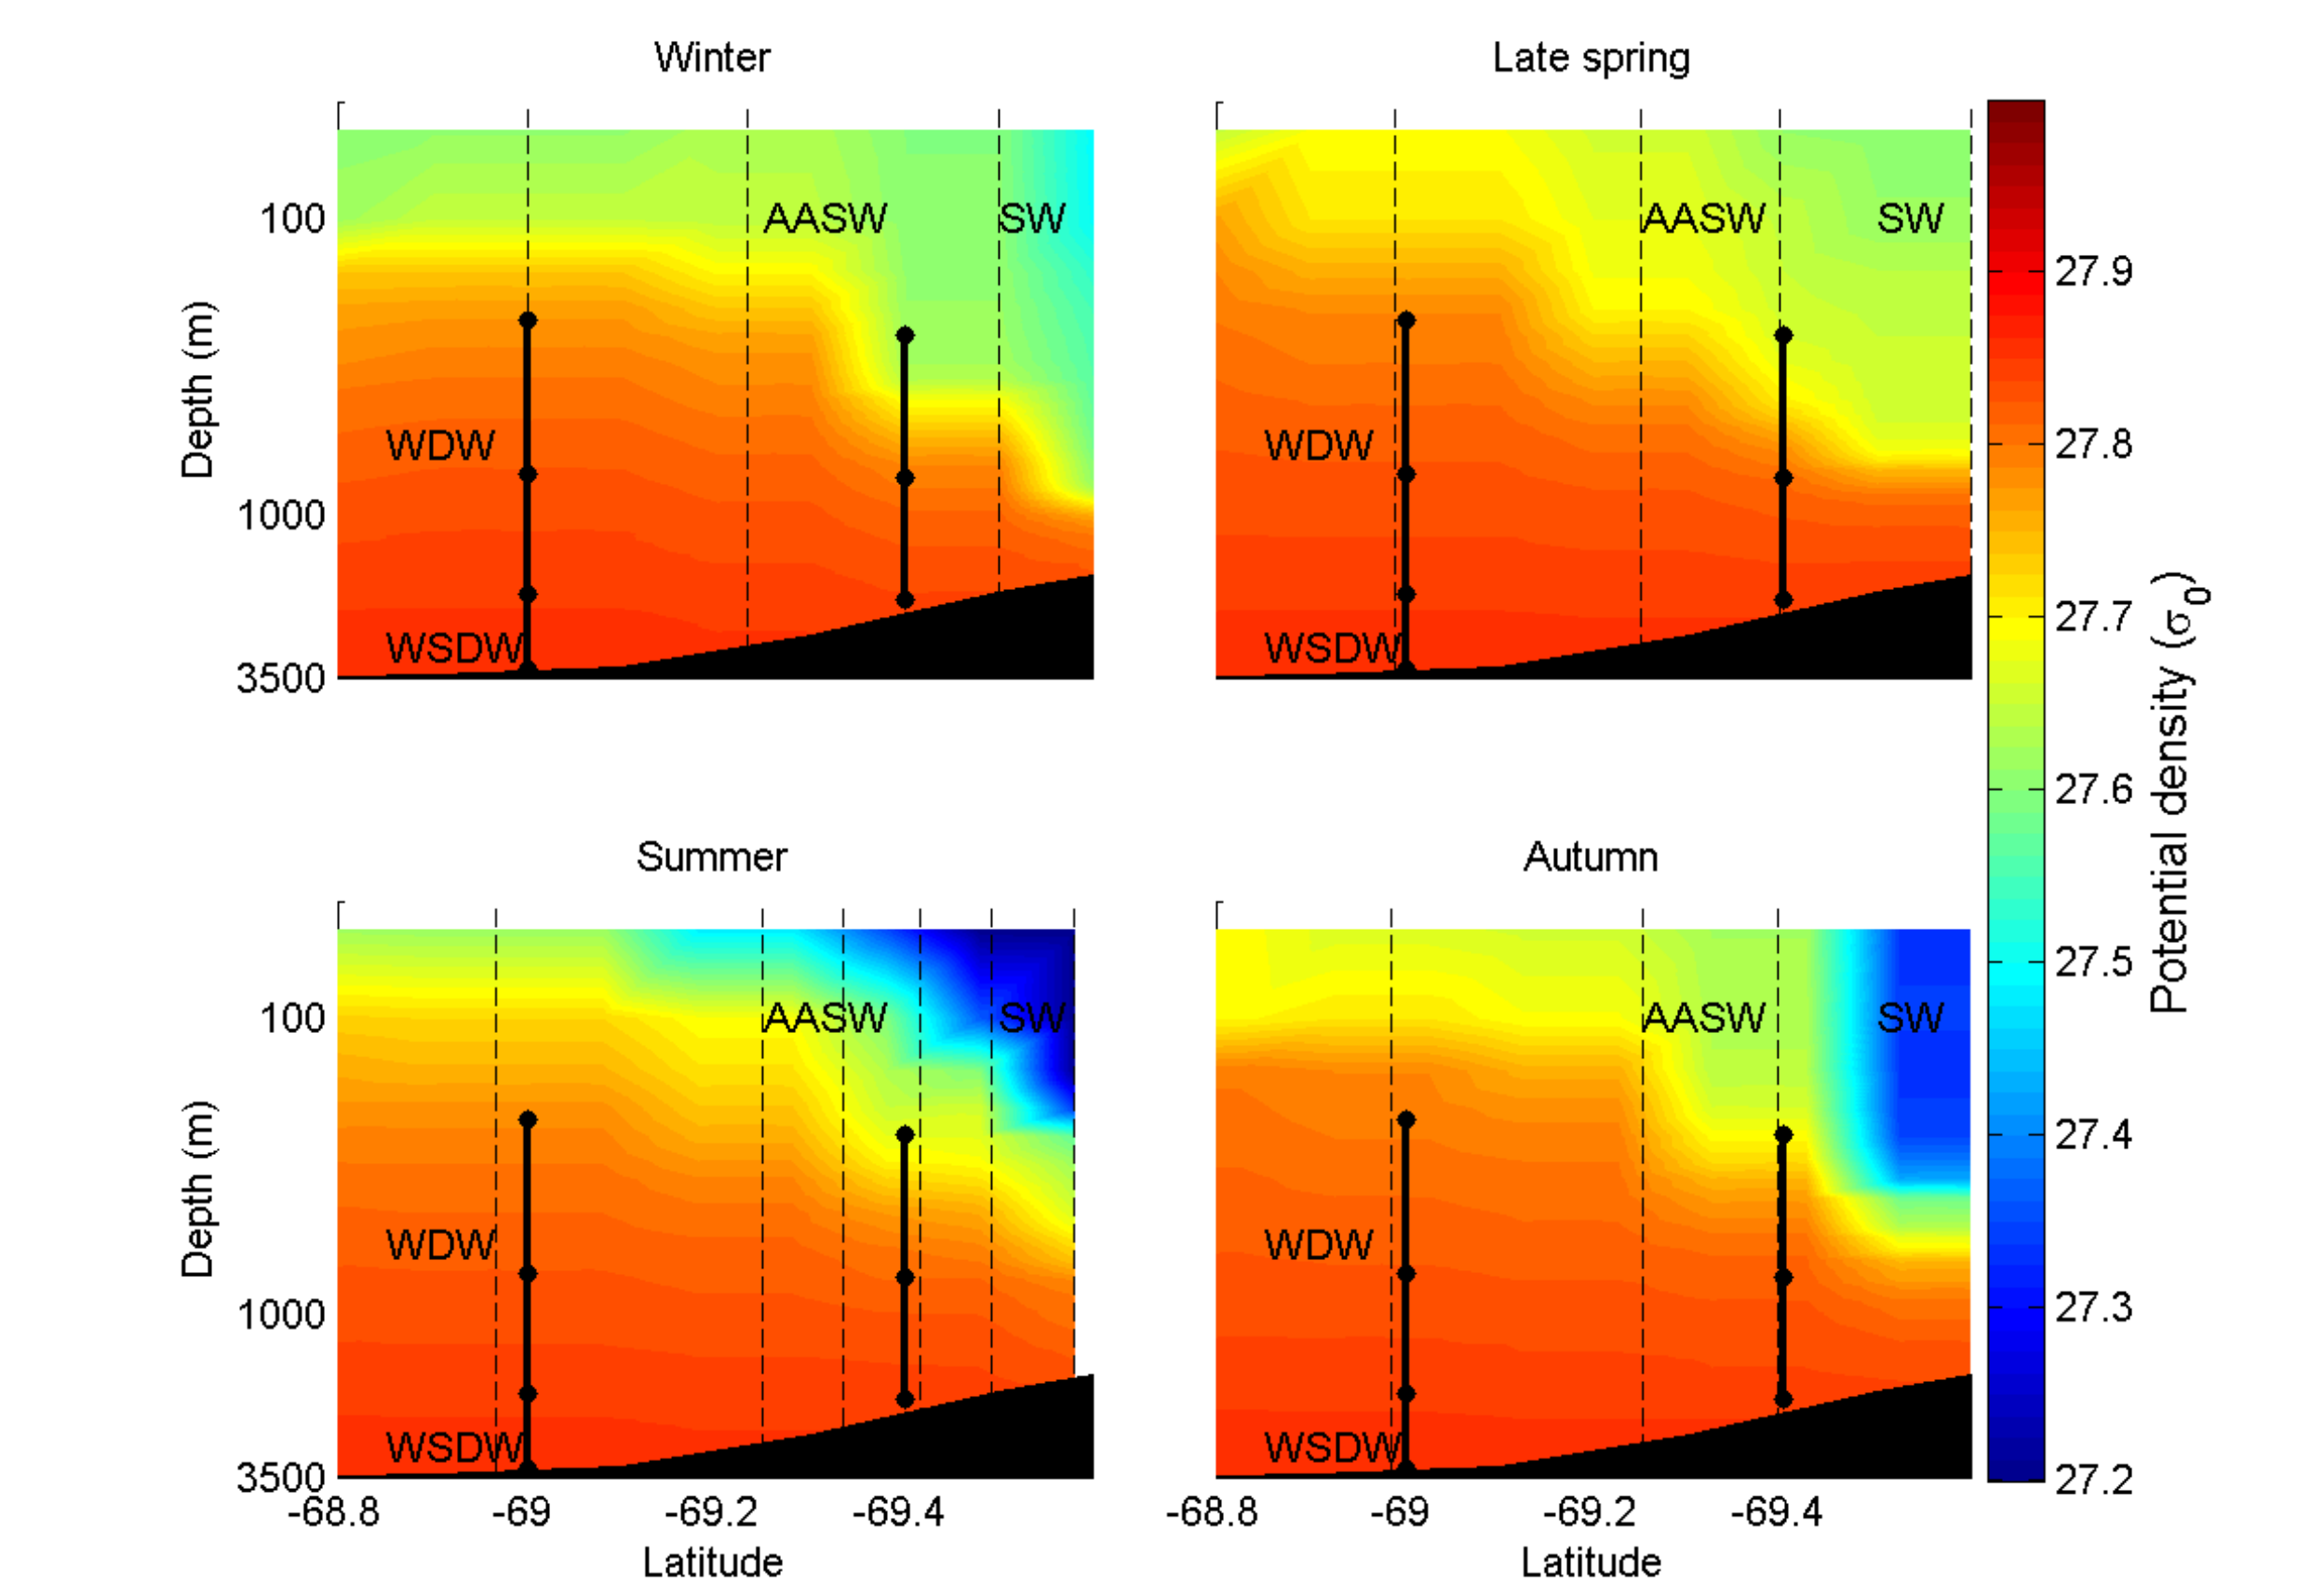 Winter
Late spring
100
AASW
SW
AASW
SW
27.9
Depth (m)
WDW
WDW
27.8
1000
27.7
WSDW
WSDW
3500
27.6
Potential density (σ0)
Summer
Autumn
27.5
100
AASW
SW
AASW
SW
27.4
Depth (m)
WDW
WDW
27.3
1000
WSDW
WSDW
3500
27.2
-68.8
-69
-69.2
-69.4
-68.8
-69
-69.2
-69.4
Latitude
Latitude